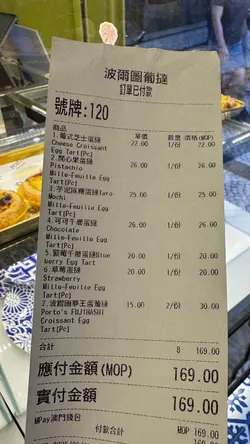 波爾圖葡撻
訂單已付款
號牌:120
商品 單價 數量 價格(MOP)
1.葡式芝士蛋撻 22.00 1/份 22.00
Cheese Croissant
Egg Tart(Pc)
2.開心果蛋撻 26.00 1/份 26.00
Pistachio
Mille-Feuille Egg
Tart(Pc)
3.芋泥麻糬蛋撻Taro 25.00 1/份 25.00
Mochi
Mille-Feuille Egg
Tart(Pc)
4.可可千層蛋撻 26.00 1/份 26.00
Chocolate
Mille-Feuille Egg
Tart(Pc)
5.藍莓千層蛋撻Blue 20.00 1/份 20.00
berry Egg Tart
6.草莓蛋撻 20.00 1/份 20.00
Strawberry
Mille-Feuille Egg
Tart(Pc)
7.波爾圖夢王蛋葡撻 15.00 2/份 30.00
Porto's FUJIHASHI
Croissant Egg
Tart(Pc)
合計 8 169.00
應付金額(MOP) 169.00
實付金額 169.00
MPay澳門錢包
付款合計 MOP 169.00